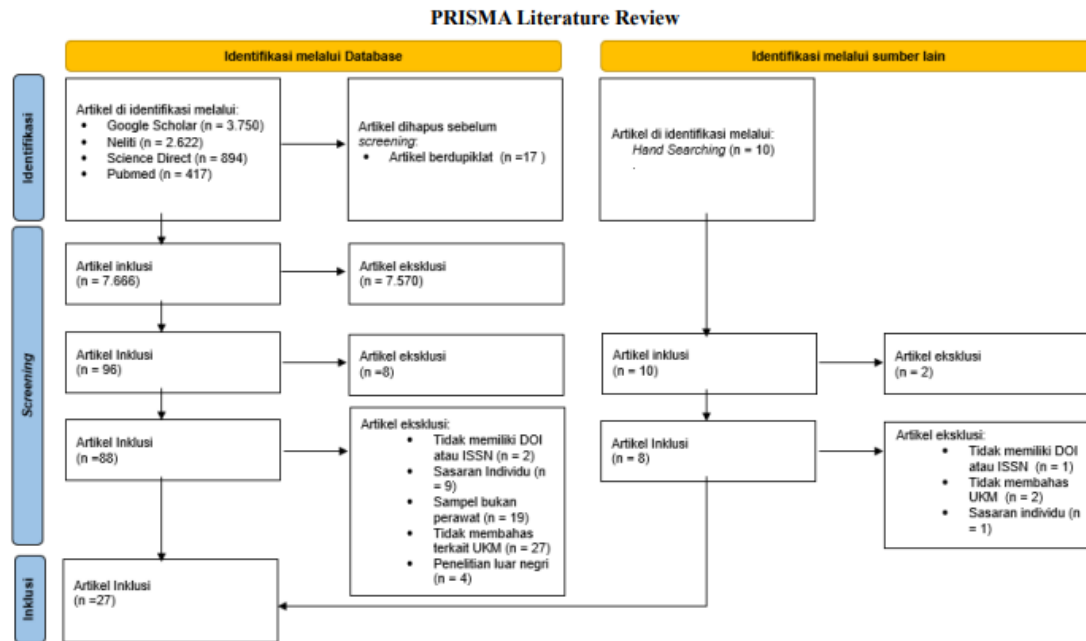 PRISMA Literature Review
Identifikasi melalui Database
Identifikasi melalui sumber lain
Identifikasi
Artikel di identifikasi melalui:
• Google Scholar (n = 3.750)
• Neliti (n = 2.622)
• Science Direct (n = 894)
• Pubmed (n = 417)
Artikel dihapus sebelum
screening:
• Artikel berdupiklat (n =17 )
Artikel di identifikasi melalui:
Hand Searching (n = 10)
.
Screening
Artikel inklusi
(n = 7.666)
Artikel eksklusi
(n = 7.570)
Artikel Inklusi
(n = 96)
Artikel eksklusi
(n =8)
Artikel inklusi
(n = 10)
Artikel eksklusi
(n = 2)
Artikel Inklusi
(n =88)
Artikel eksklusi:
• Tidak memiliki DOI
atau ISSN (n = 2)
• Sasaran Individu (n
= 9)
• Sampel bukan
perawat (n = 19)
• Tidak membahas
terkait UKM (n = 27)
• Penelitian luar negri
(n = 4)
Artikel Inklusi
(n = 8)
Artikel eksklusi:
• Tidak memiliki DOI
atau ISSN (n = 1)
• Tidak membahas
UKM (n = 2)
• Sasaran individu (n
= 1)
Inklusi
Artikel Inklusi
(n =27)